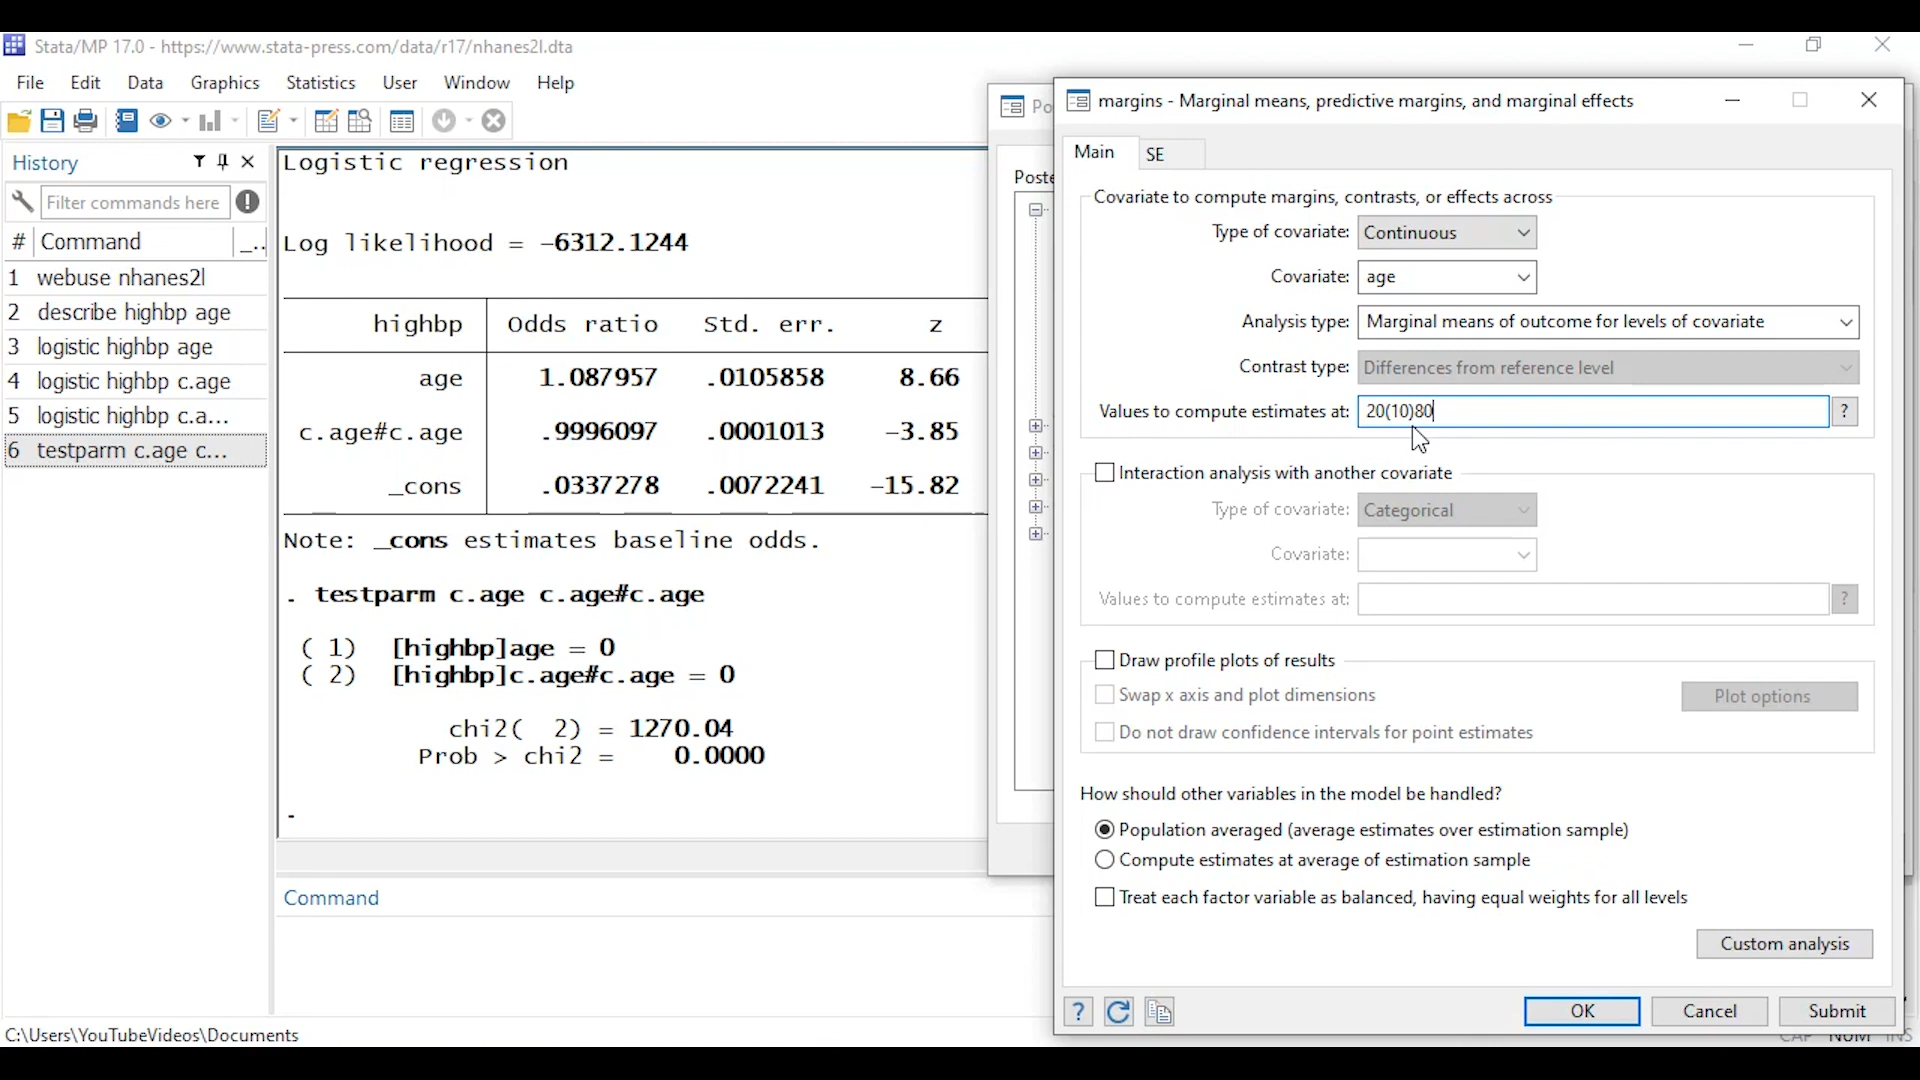 Stata/MP 17.0 - https://www.stata-press.com/data/r17/nhanes2l.dta
File Edit Data Graphics Statistics User Window Help
History
Filter commands here
# Command _..
1 webuse nhanes2l
2 describe highbp age
3 logistic highbp age
4 logistic highbp c.age
5 logistic highbp c.a...
6 testparm c.age c...
Logistic regression
Log likelihood = -6312.1244
highbp Odds ratio Std. err. z
age 1.087957 .0105858 8.66
c.age#c.age .9996097 .0001013 -3.85
_cons .0337278 .0072241 -15.82
Note: _cons estimates baseline odds.
. testparm c.age c.age#c.age
( 1) [highbp]age = 0
( 2) [highbp]c.age#c.age = 0
chi2( 2) = 1270.04
Prob > chi2 = 0.0000
.
Command
C:\Users\YouTubeVideos\Documents
Po
Poste
margins - Marginal means, predictive margins, and marginal effects
Main SE
Covariate to compute margins, contrasts, or effects across
Type of covariate: Continuous
Covariate: age
Analysis type: Marginal means of outcome for levels of covariate
Contrast type: Differences from reference level
Values to compute estimates at: 20(10)80 ?
Interaction analysis with another covariate
Type of covariate: Categorical
Covariate:
Values to compute estimates at: ?
Draw profile plots of results
Swap x axis and plot dimensions Plot options
Do not draw confidence intervals for point estimates
How should other variables in the model be handled?
Population averaged (average estimates over estimation sample)
Compute estimates at average of estimation sample
Treat each factor variable as balanced, having equal weights for all levels
Custom analysis
? OK Cancel Submit
CAP NUM INS